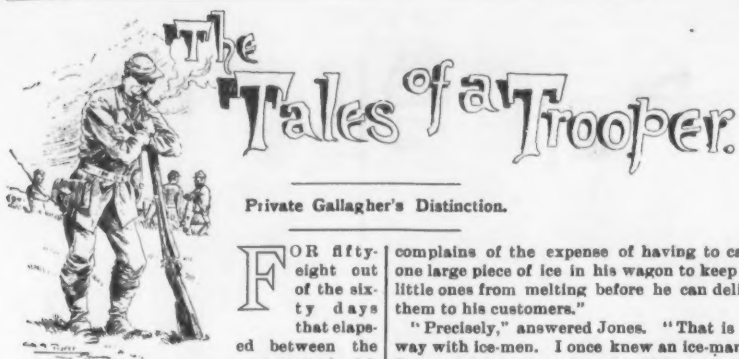 The
Tales of a Trooper.
Private Gallagher's Distinction.
FOR fifty-
eight out
of the six-
ty days
that elaps-
ed between the
complains of the expense of having to ca
one large piece of ice in his wagon to keep
little ones from melting before he can deli
them to his customers."
"Precisely," answered Jones. "That is
way with ice-men. I once knew an ice-man